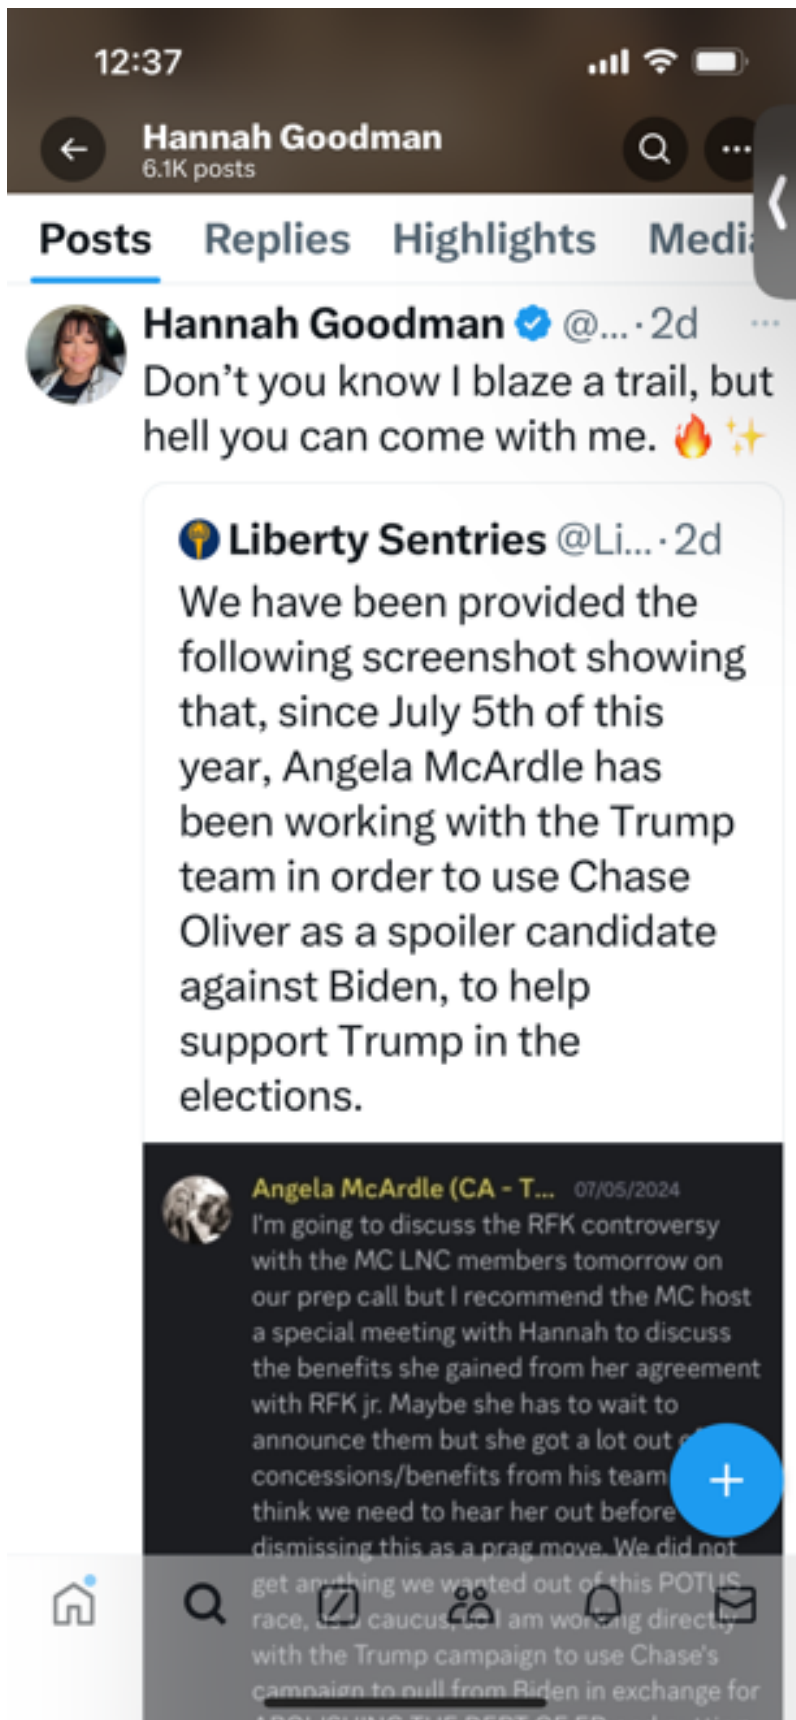 12:37
Hannah Goodman
6.1K posts
Posts Replies Highlights Medi
Hannah Goodman @... · 2d
Don't you know I blaze a trail, but
hell you can come with me. 🔥✨
Liberty Sentries @Li... · 2d
We have been provided the
following screenshot showing
that, since July 5th of this
year, Angela McArdle has
been working with the Trump
team in order to use Chase
Oliver as a spoiler candidate
against Biden, to help
support Trump in the
elections.
Angela McArdle (CA - T... 07/05/2024
I'm going to discuss the RFK controversy
with the MC LNC members tomorrow on
our prep call but I recommend the MC host
a special meeting with Hannah to discuss
the benefits she gained from her agreement
with RFK jr. Maybe she has to wait to
announce them but she got a lot out
concessions/benefits from his team
think we need to hear her out before
dismissing this as a prag move. We did not
get anything we wanted out of this POTUS
race, caucus, I am working directly
with the Trump campaign to use Chase's
campaign to pull from Biden in exchange for